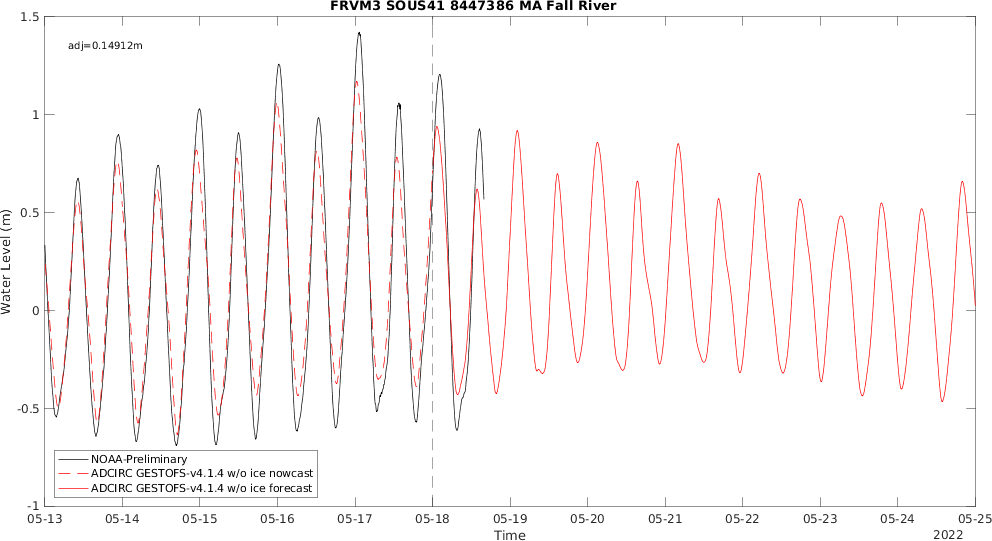 FRVM3 SOUS41 8447386 MA Fall River
1.5
adj=0.14912m
1
0.5
0
-0.5
-1
Water Level (m)
NOAA-Preliminary
ADCIRC GESTOFS-v4.1.4 w/o ice nowcast
ADCIRC GESTOFS-v4.1.4 w/o ice forecast
05-13 05-14 05-15 05-16 05-17 05-18 05-19 05-20 05-21 05-22 05-23 05-24 05-25
Time
2022